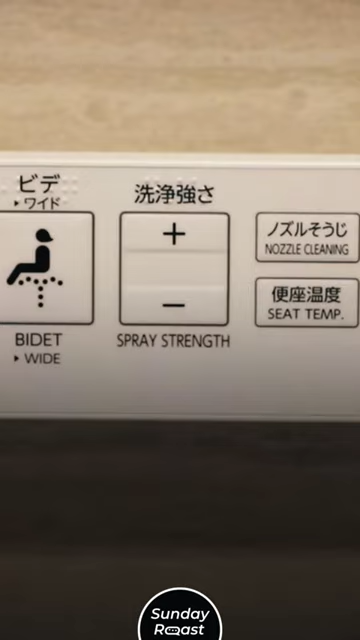 ビデ
▸ワイド
BIDET
▸ WIDE
洗浄強さ
+
−
SPRAY STRENGTH
ノズルそうじ
NOZZLE CLEANING
便座温度
SEAT TEMP.
Sunday
Roast